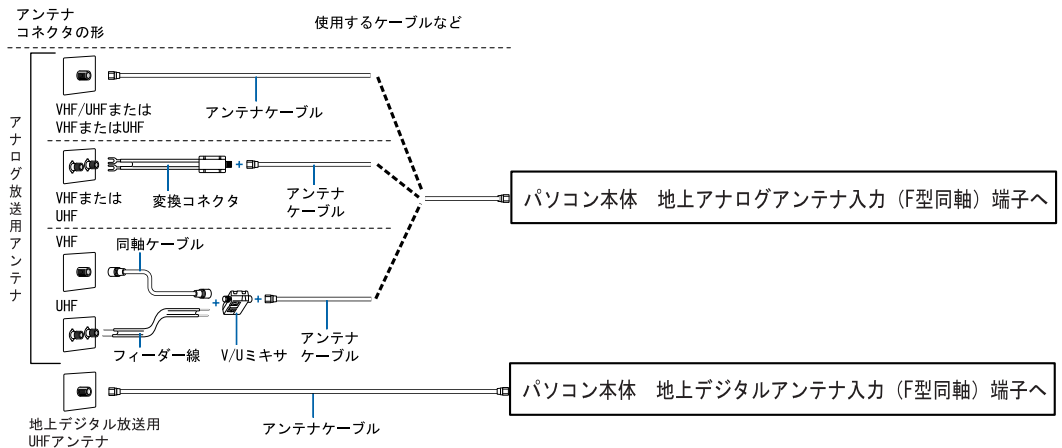 アンテナ
コネクタの形
使用するケーブルなど
アナログ放送用アンテナ
アンテナケーブル
VHF/UHFまたは
VHFまたはUHF
+
VHFまたは
UHF
変換コネクタ
アンテナ
ケーブル
パソコン本体 地上アナログアンテナ入力（F型同軸）端子へ
VHF
同軸ケーブル
UHF
+
+
フィーダー線
V/Uミキサ
アンテナ
ケーブル
パソコン本体 地上デジタルアンテナ入力（F型同軸）端子へ
地上デジタル放送用
UHFアンテナ
アンテナケーブル